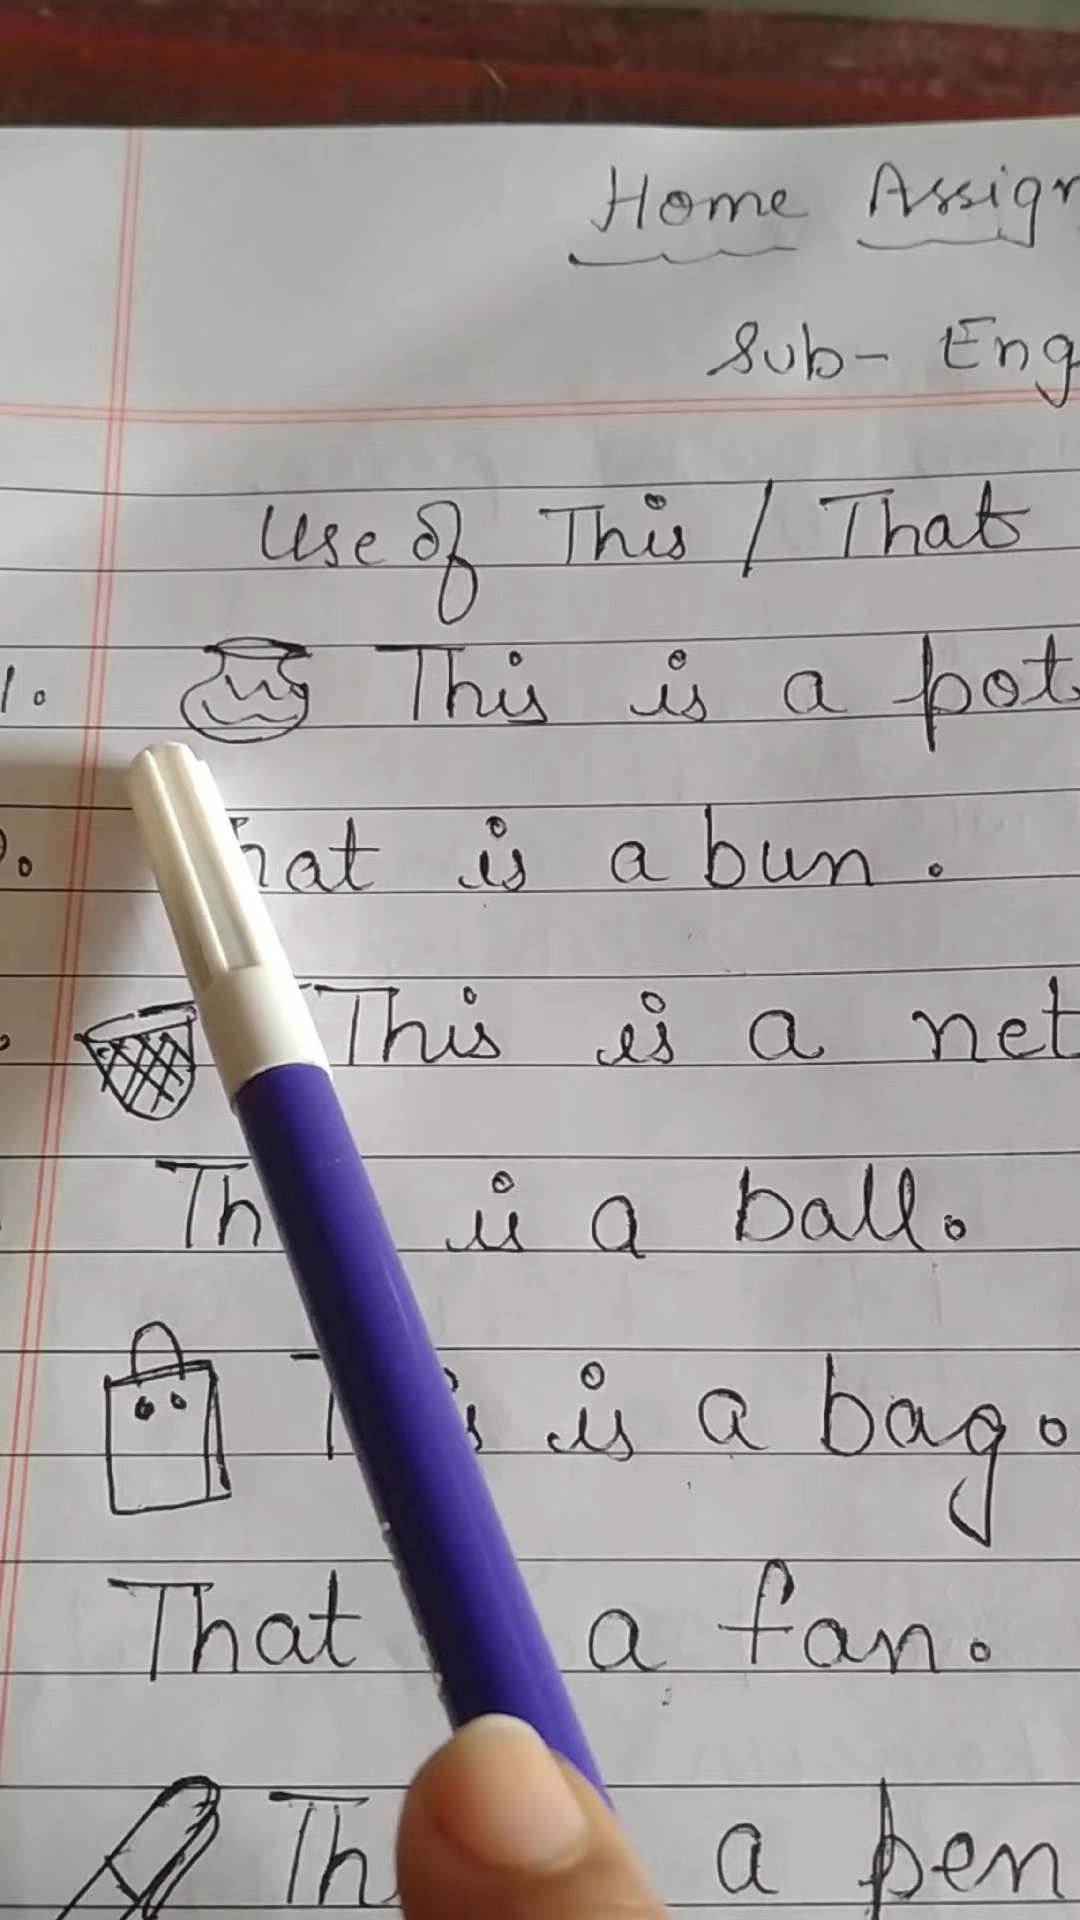 Home Assign
Sub- Eng
Use of This / That
1. This is a pot.
hat is a bun.
This is a net
Th is a ball.
T s is a bag.
That a fan.
Th a pen